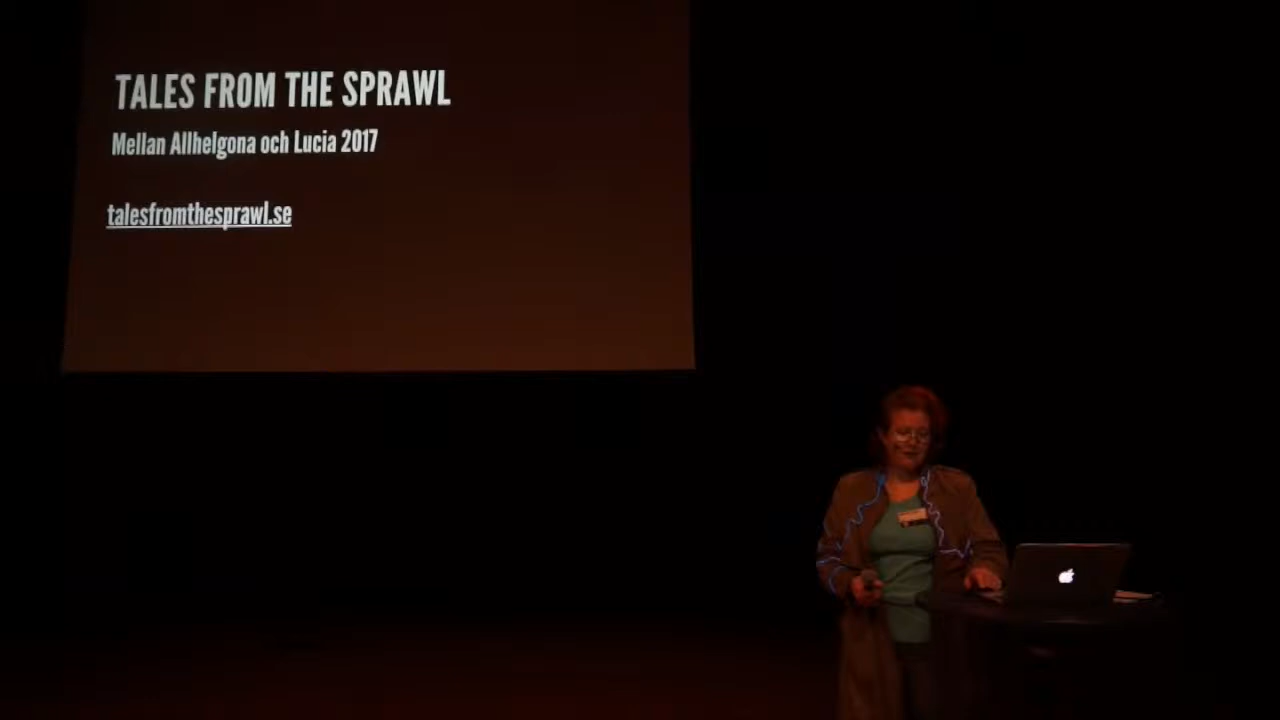 TALES FROM THE SPRAWL
Mellan Allhelgona och Lucia 2017
talesfromthesprawl.se